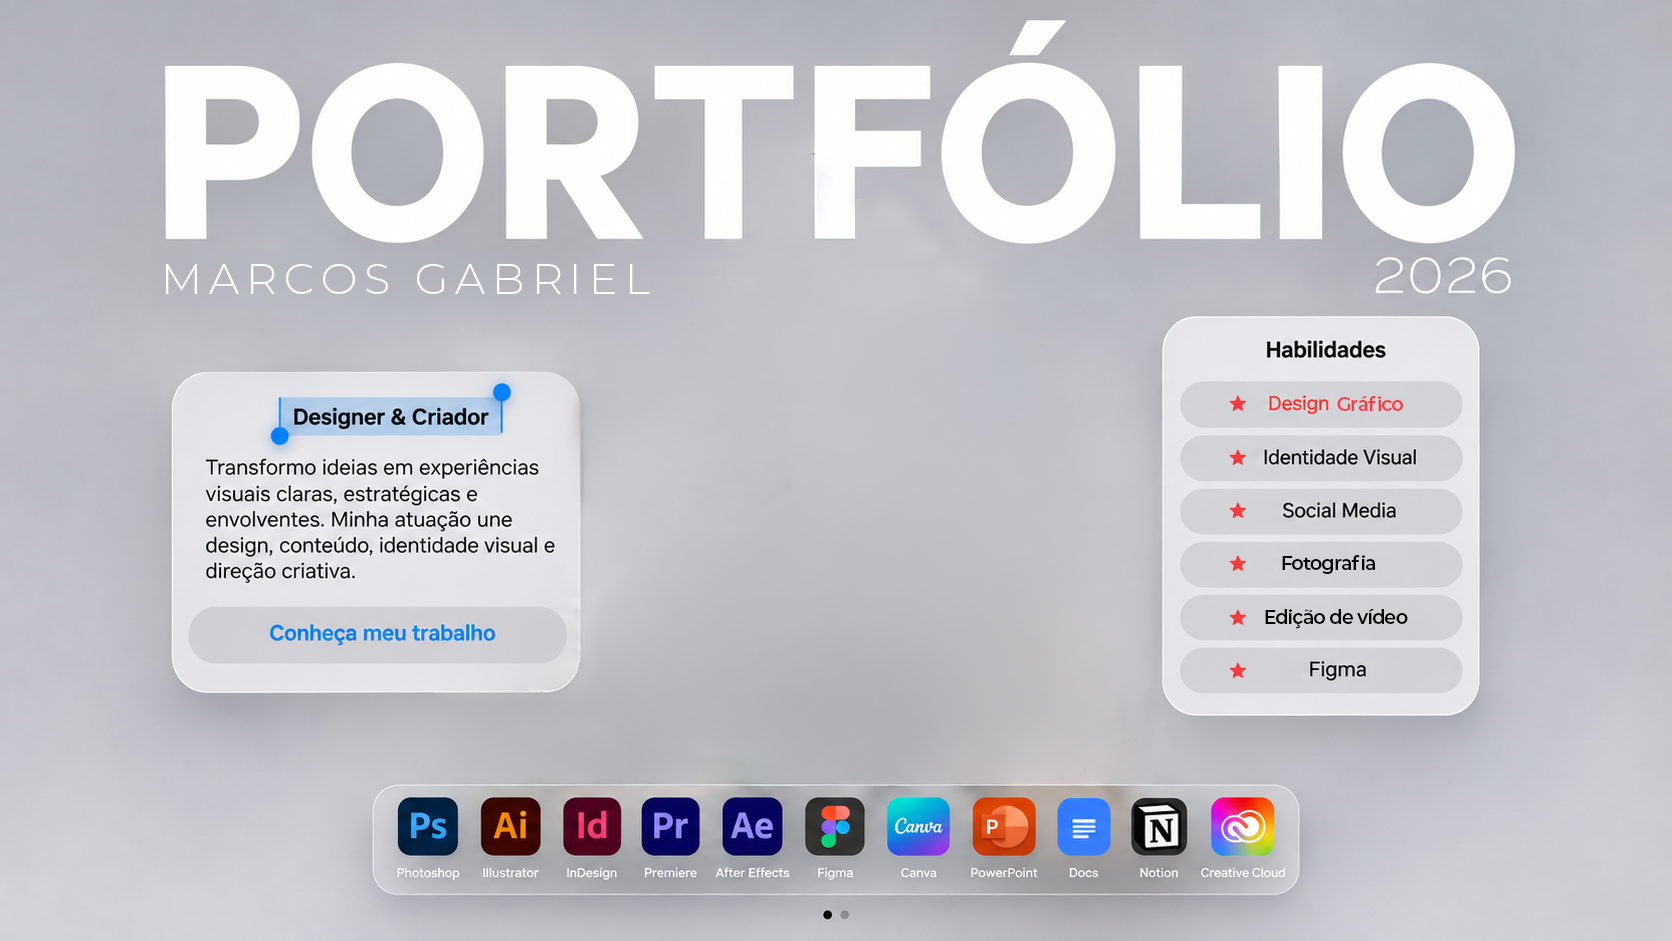 PORTFÓLIO
MARCOS GABRIEL
2026
Designer & Criador
Transformo ideias em experiências
visuais claras, estratégicas e
envolventes. Minha atuação une
design, conteúdo, identidade visual e
direção criativa.
Conheça meu trabalho
Habilidades
Design Gráfico
Identidade Visual
Social Media
Fotografia
Edição de vídeo
Figma
Ps
Ai
Id
Pr
Ae
Canva
P
N
Photoshop
Illustrator
InDesign
Premiere
After Effects
Figma
Canva
PowerPoint
Docs
Notion
Creative Cloud